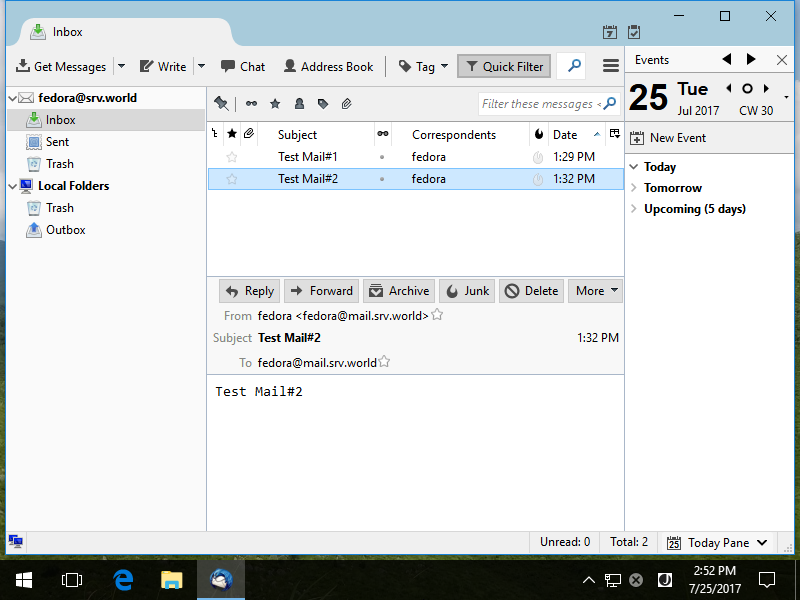 Inbox
Get Messages Write Chat Address Book Tag Quick Filter
fedora@srv.world
Inbox
Sent
Trash
Local Folders
Trash
Outbox
Filter these messages <
Subject Correspondents Date
Test Mail#1 fedora 1:29 PM
Test Mail#2 fedora 1:32 PM
Reply Forward Archive Junk Delete More
From fedora <fedora@mail.srv.world>
Subject Test Mail#2 1:32 PM
To fedora@mail.srv.world
Test Mail#2
Events
25 Tue
Jul 2017 CW 30
New Event
Today
Tomorrow
Upcoming (5 days)
Unread: 0 Total: 2 25 Today Pane
2:52 PM
7/25/2017